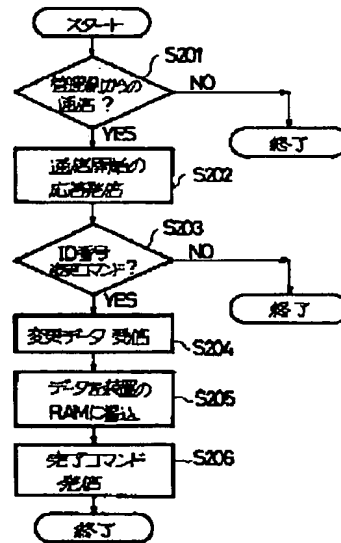 スタート
S201
管理側からの
通信?
NO
YES
終了
通信開始の
応答発信
S202
S203
ID番号
変更コマンド?
NO
YES
終了
変更データ受信
S204
データを装置の
RAMに書込
S205
完了コマンド
発信
S206
終了